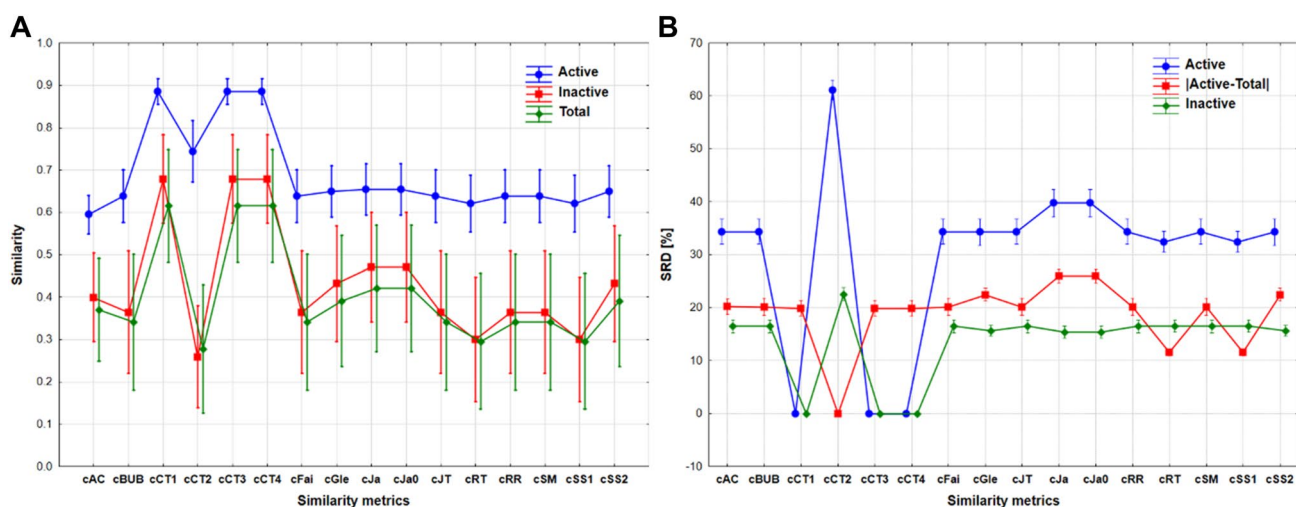 A
1.0
0.9
0.8
0.7
0.6
0.5
0.4
0.3
0.2
0.1
0.0
Similarity
Active
Inactive
Total
cAC cBUB cCT1 cCT2 cCT3 cCT4 cFai cGle cJa cJa0 cJT cRT cRR cSM cSS1 cSS2
Similarity metrics
B
70
60
50
40
30
20
10
0
-10
SRD [%]
Active
|Active-Total|
Inactive
cAC cBUB cCT1 cCT2 cCT3 cCT4 cFai cGle cJT cJa cJa0 cRR cRT cSM cSS1 cSS2
Similarity metrics